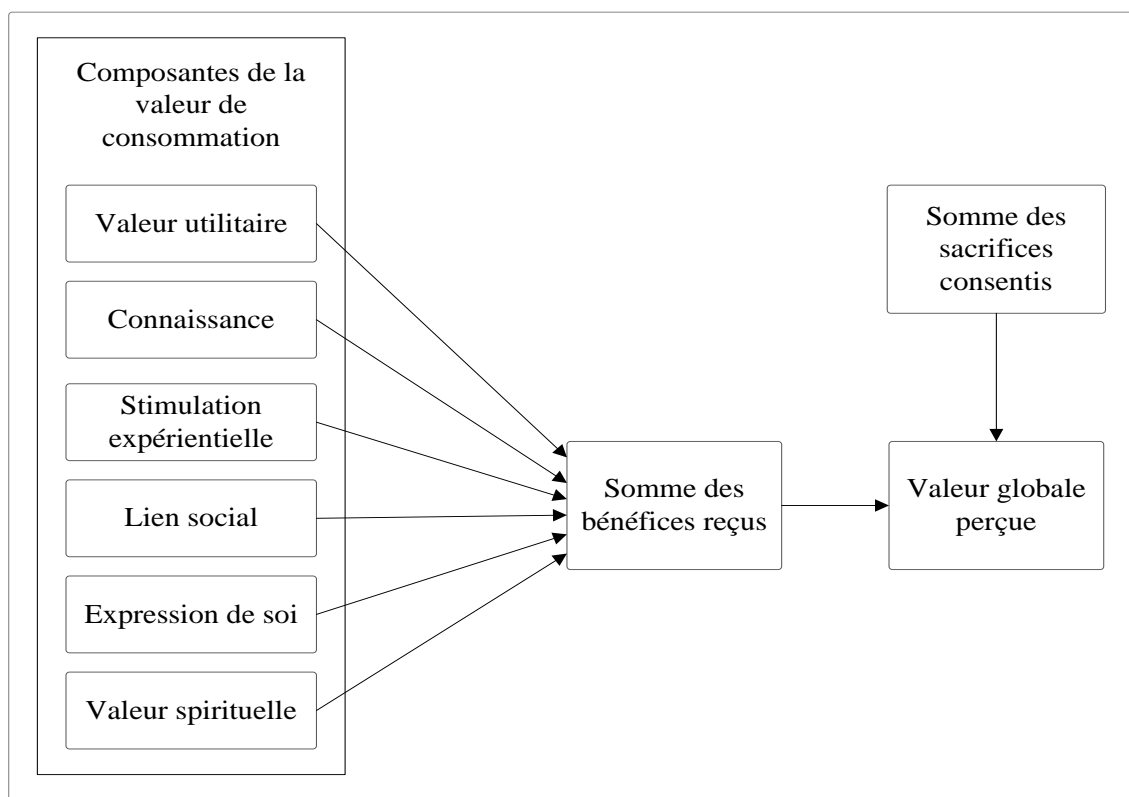 Composantes de la
valeur de
consommation
Valeur utilitaire
Connaissance
Stimulation
expérientielle
Lien social
Expression de soi
Valeur spirituelle
Somme des
bénéfices reçus
Somme des
sacrifices
consentis
Valeur globale
perçue